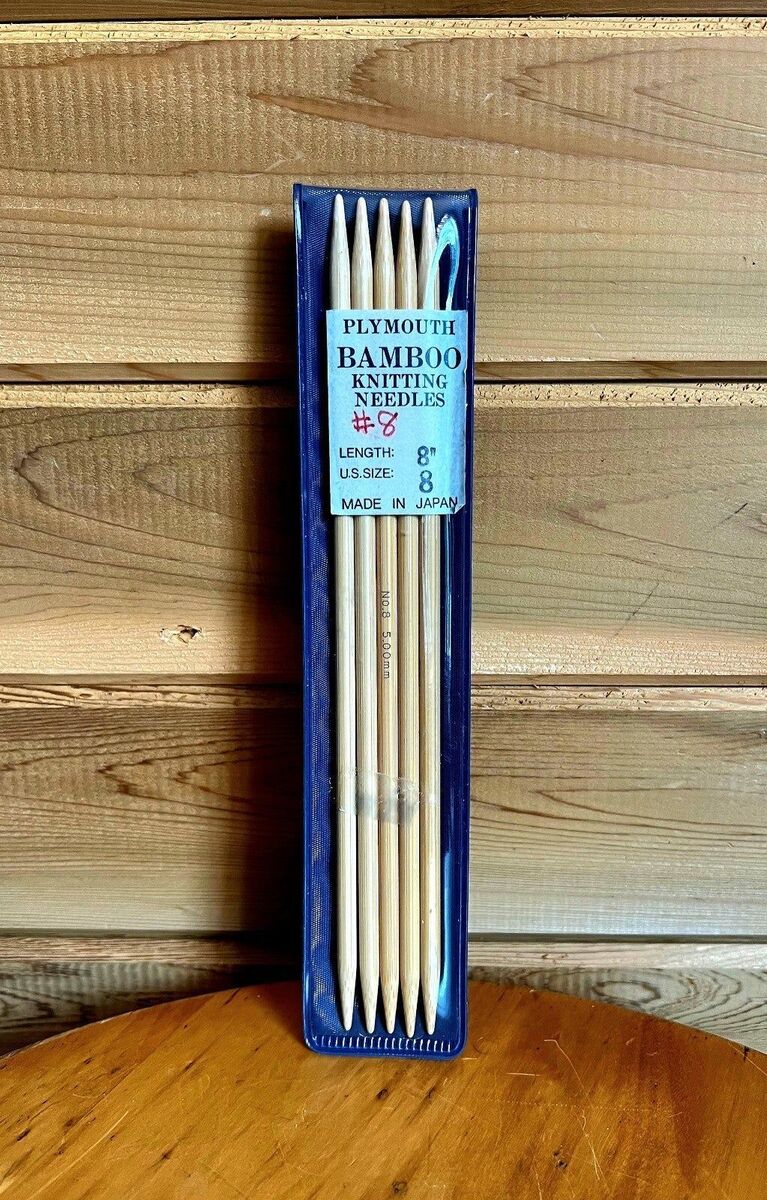 PLYMOUTH
BAMBOO
KNITTING
NEEDLES
#8
LENGTH: 8"
U.S.SIZE: 8
MADE IN JAPAN
No.8 5.00mm